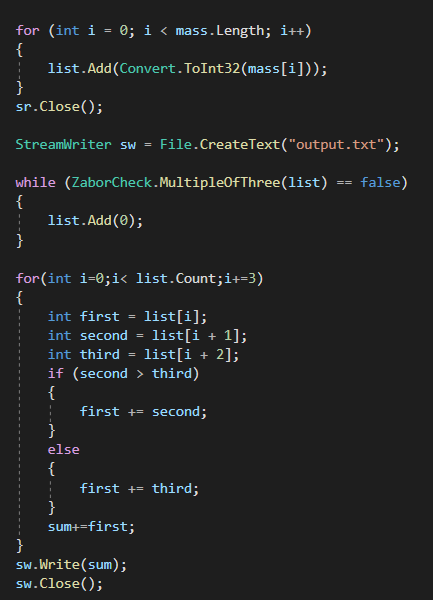 for (int i = 0; i < mass.Length; i++)
{
    list.Add(Convert.ToInt32(mass[i]));
}
sr.Close();

StreamWriter sw = File.CreateText("output.txt");

while (ZaborCheck.MultipleOfThree(list) == false)
{
    list.Add(0);
}

for(int i=0;i< list.Count;i+=3)
{
    int first = list[i];
    int second = list[i + 1];
    int third = list[i + 2];
    if (second > third)
    {
        first += second;
    }
    else
    {
        first += third;
    }
    sum+=first;
}
sw.Write(sum);
sw.Close();